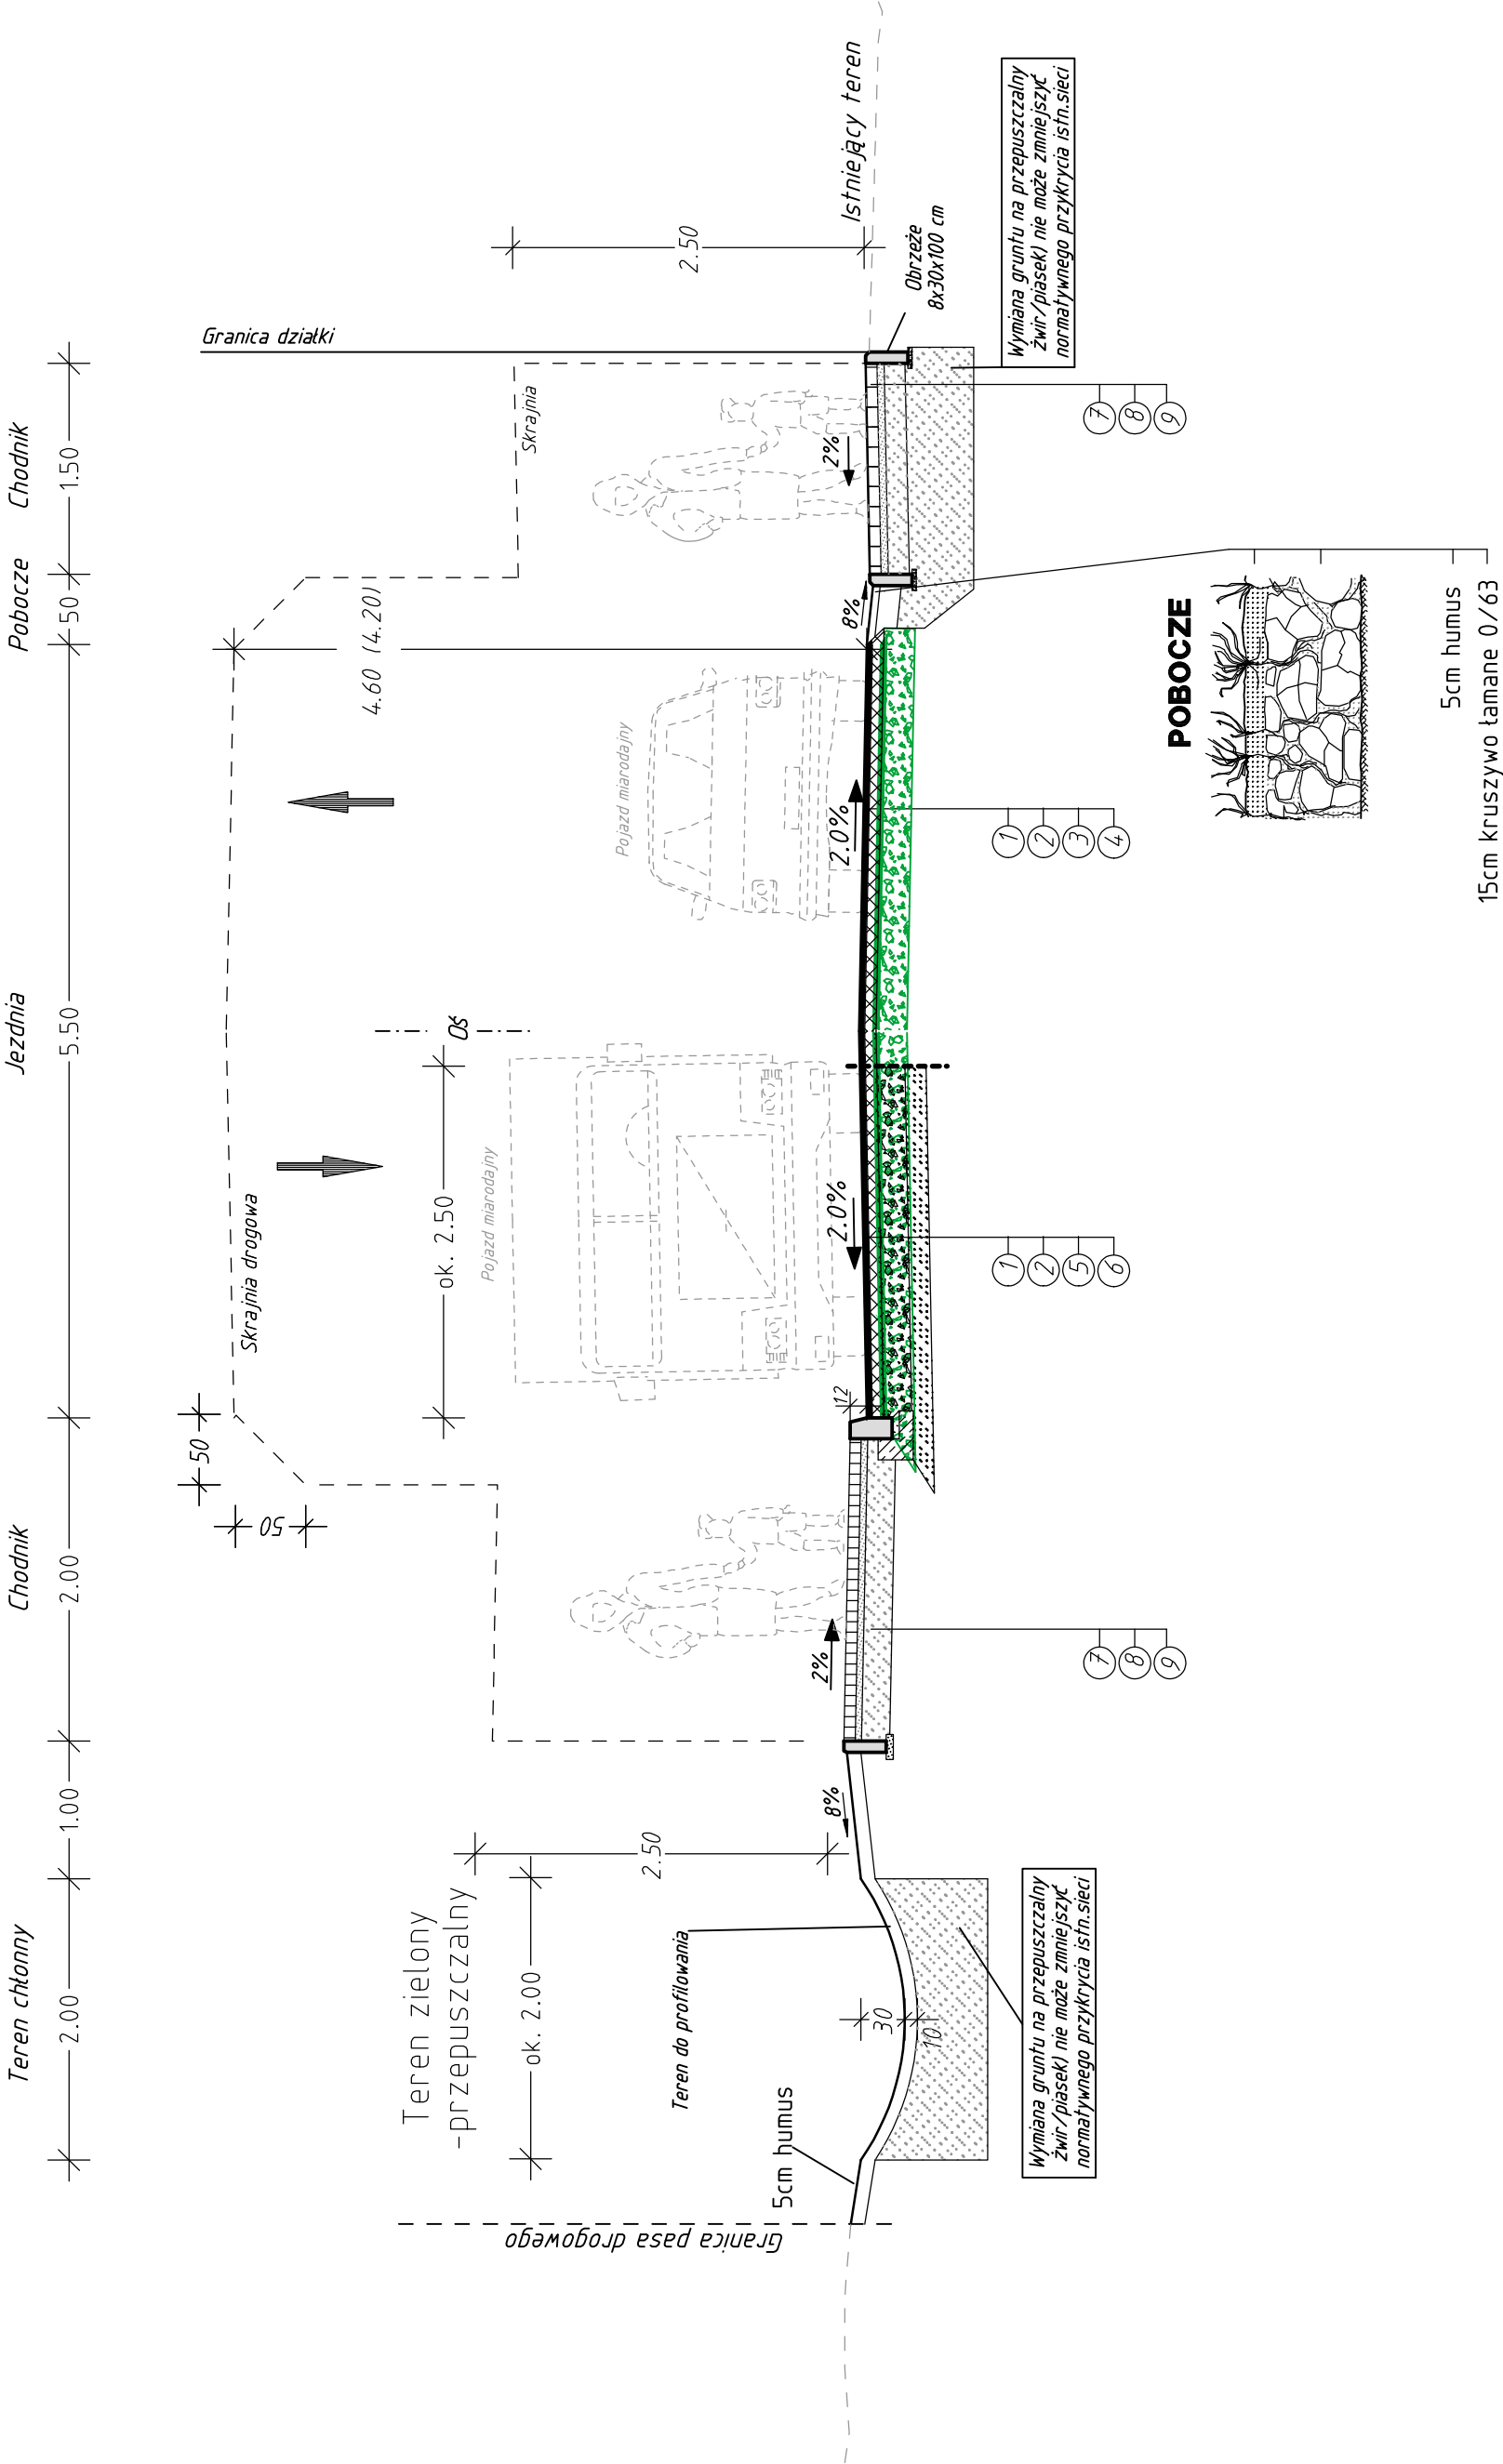 Teren chłonny
Chodnik
Jezdnia
Pobocze
Chodnik
2.00
1.00
2.00
5.50
50
1.50
50
50
Skrajnia drogowa
Granica działki
4.60 (4.20)
Oś
ok. 2.50
Teren zielony
-przepuszczalny
ok. 2.00
2.50
Pojazd miarodajny
Pojazd miarodajny
Skrajnia
2.50
Teren do profilowania
5cm humus
Granica pasa drogowego
8%
2%
12
2.0%
2.0%
8%
2%
Istniejący teren
30
10
Obrzeże
8x30x100 cm
Wymiana gruntu na przepuszczalny
żwir/piasek) nie może zmniejszyć
normatywnego przykrycia istn.sieci
Wymiana gruntu na przepuszczalny
żwir/piasek) nie może zmniejszyć
normatywnego przykrycia istn.sieci
7
8
9
1
2
5
6
1
2
3
4
7
8
9
POBOCZE
5cm humus
15cm kruszywo łamane 0/63